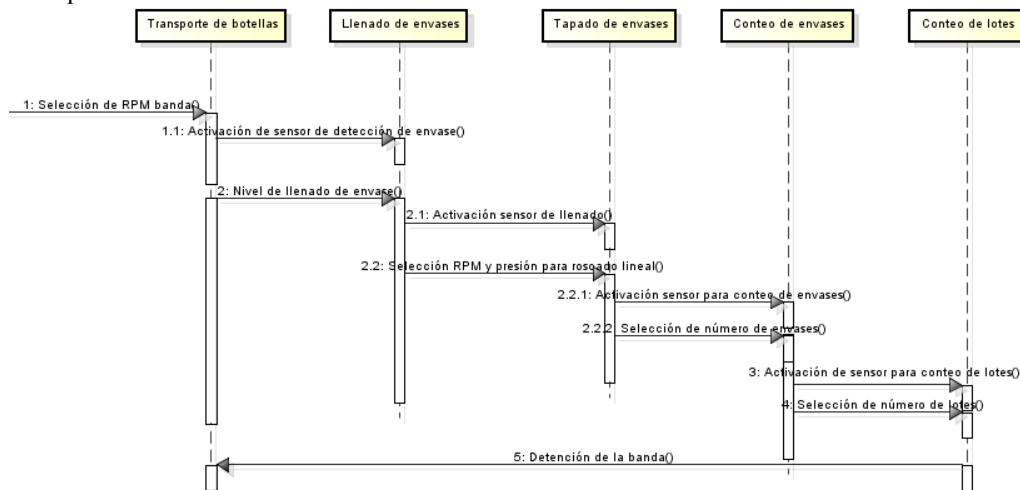 Transporte de botellas
Llenado de envases
Tapado de envases
Conteo de envases
Conteo de lotes
1: Selección de RPM banda()
1.1: Activación de sensor de detección de envase()
2: Nivel de llenado de envase()
2.1: Activación sensor de llenado()
2.2: Selección RPM y presión para roscado lineal()
2.2.1: Activación sensor para conteo de envases()
2.2.2: Selección de número de envases()
3: Activación de sensor para conteo de lotes()
4: Selección de número de lotes()
5: Detención de la banda()